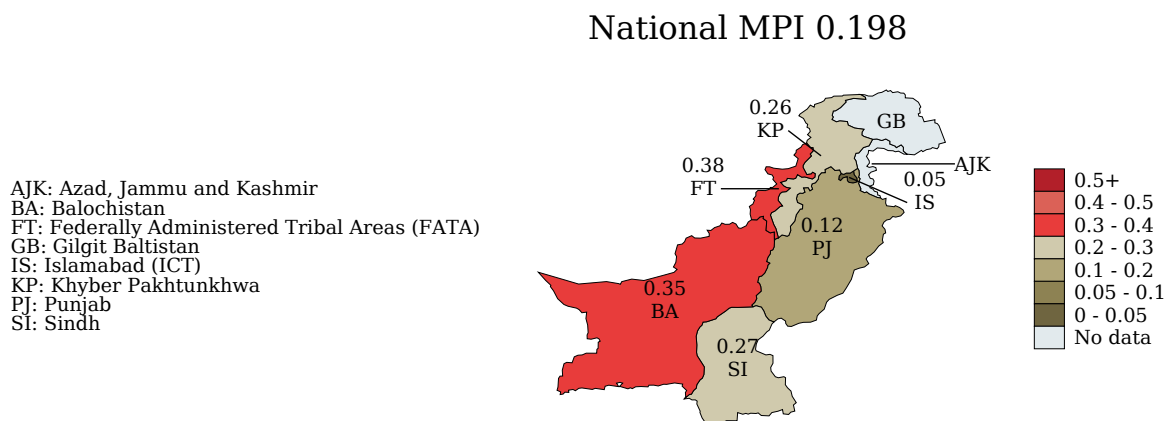 National MPI 0.198
0.26
KP
GB
0.38
FT
AJK
0.05
IS
0.12
PJ
0.35
BA
0.27
SI
AJK: Azad, Jammu and Kashmir
BA: Balochistan
FT: Federally Administered Tribal Areas (FATA)
GB: Gilgit Baltistan
IS: Islamabad (ICT)
KP: Khyber Pakhtunkhwa
PJ: Punjab
SI: Sindh
0.5+
0.4 - 0.5
0.3 - 0.4
0.2 - 0.3
0.1 - 0.2
0.05 - 0.1
0 - 0.05
No data